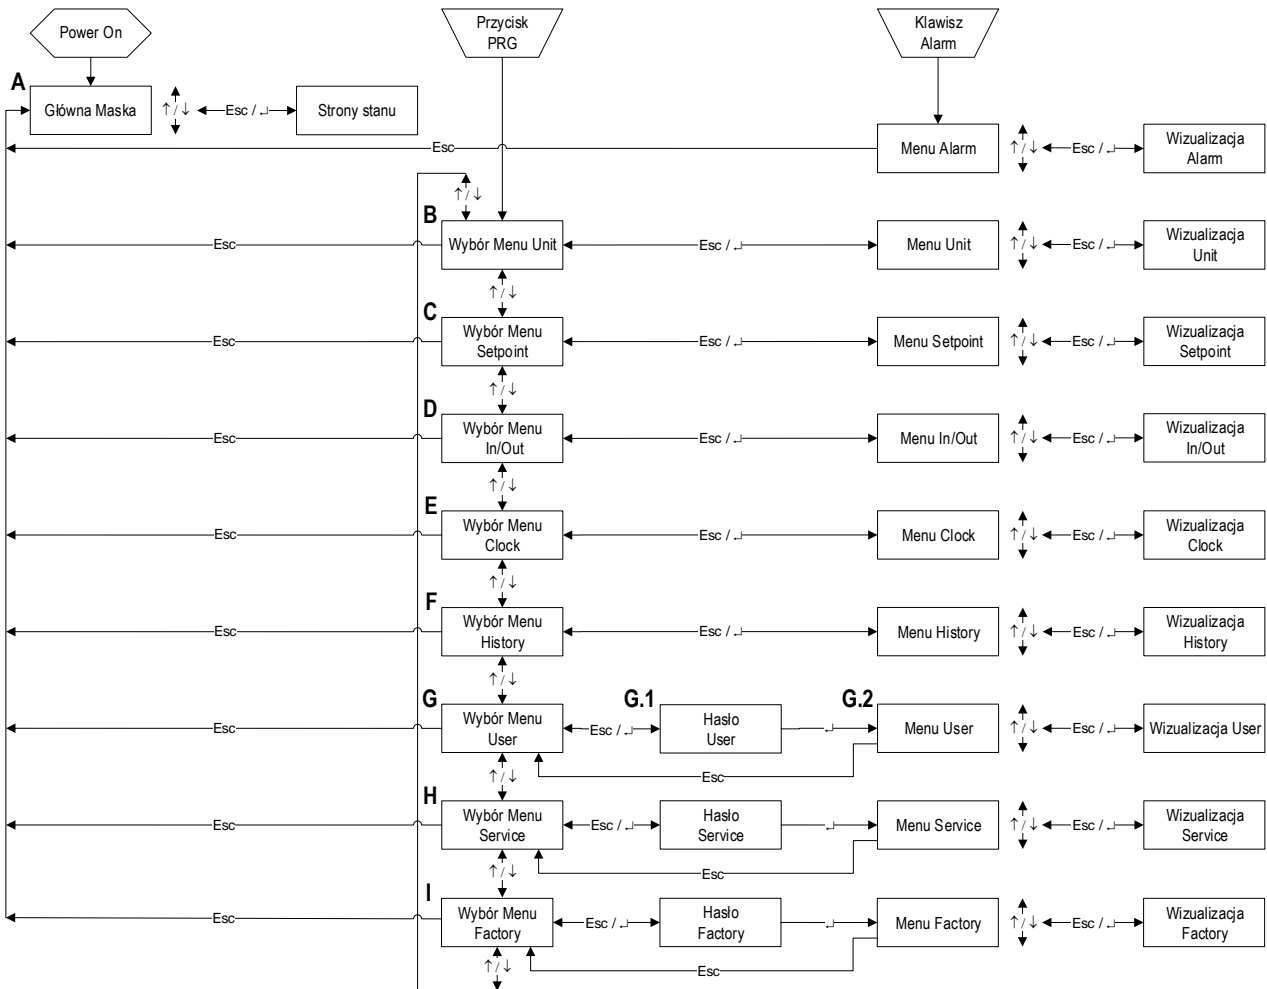 Power On
Przycisk
PRG
Klawisz
Alarm
A
Główna Maska
↑/↓
Esc / ↵
Strony stanu
Esc
Menu Alarm
↑/↓
Esc / ↵
Wizualizacja
Alarm
↑/↓
B
Esc
Wybór Menu Unit
Esc / ↵
Menu Unit
↑/↓
Esc / ↵
Wizualizacja
Unit
↑/↓
C
Esc
Wybór Menu
Setpoint
Esc / ↵
Menu Setpoint
↑/↓
Esc / ↵
Wizualizacja
Setpoint
↑/↓
D
Esc
Wybór Menu
In/Out
Esc / ↵
Menu In/Out
↑/↓
Esc / ↵
Wizualizacja
In/Out
↑/↓
E
Esc
Wybór Menu
Clock
Esc / ↵
Menu Clock
↑/↓
Esc / ↵
Wizualizacja
Clock
↑/↓
F
Esc
Wybór Menu
History
Esc / ↵
Menu History
↑/↓
Esc / ↵
Wizualizacja
History
↑/↓
G
Esc
Wybór Menu
User
Esc / ↵
G.1
Hasło
User
↵
G.2
Menu User
↑/↓
Esc / ↵
Wizualizacja User
Esc
↑/↓
H
Esc
Wybór Menu
Service
Esc / ↵
Hasło
Service
↵
Menu Service
↑/↓
Esc / ↵
Wizualizacja
Service
Esc
↑/↓
I
Esc
Wybór Menu
Factory
Esc / ↵
Hasło
Factory
↵
Menu Factory
↑/↓
Esc / ↵
Wizualizacja
Factory
Esc
↑/↓